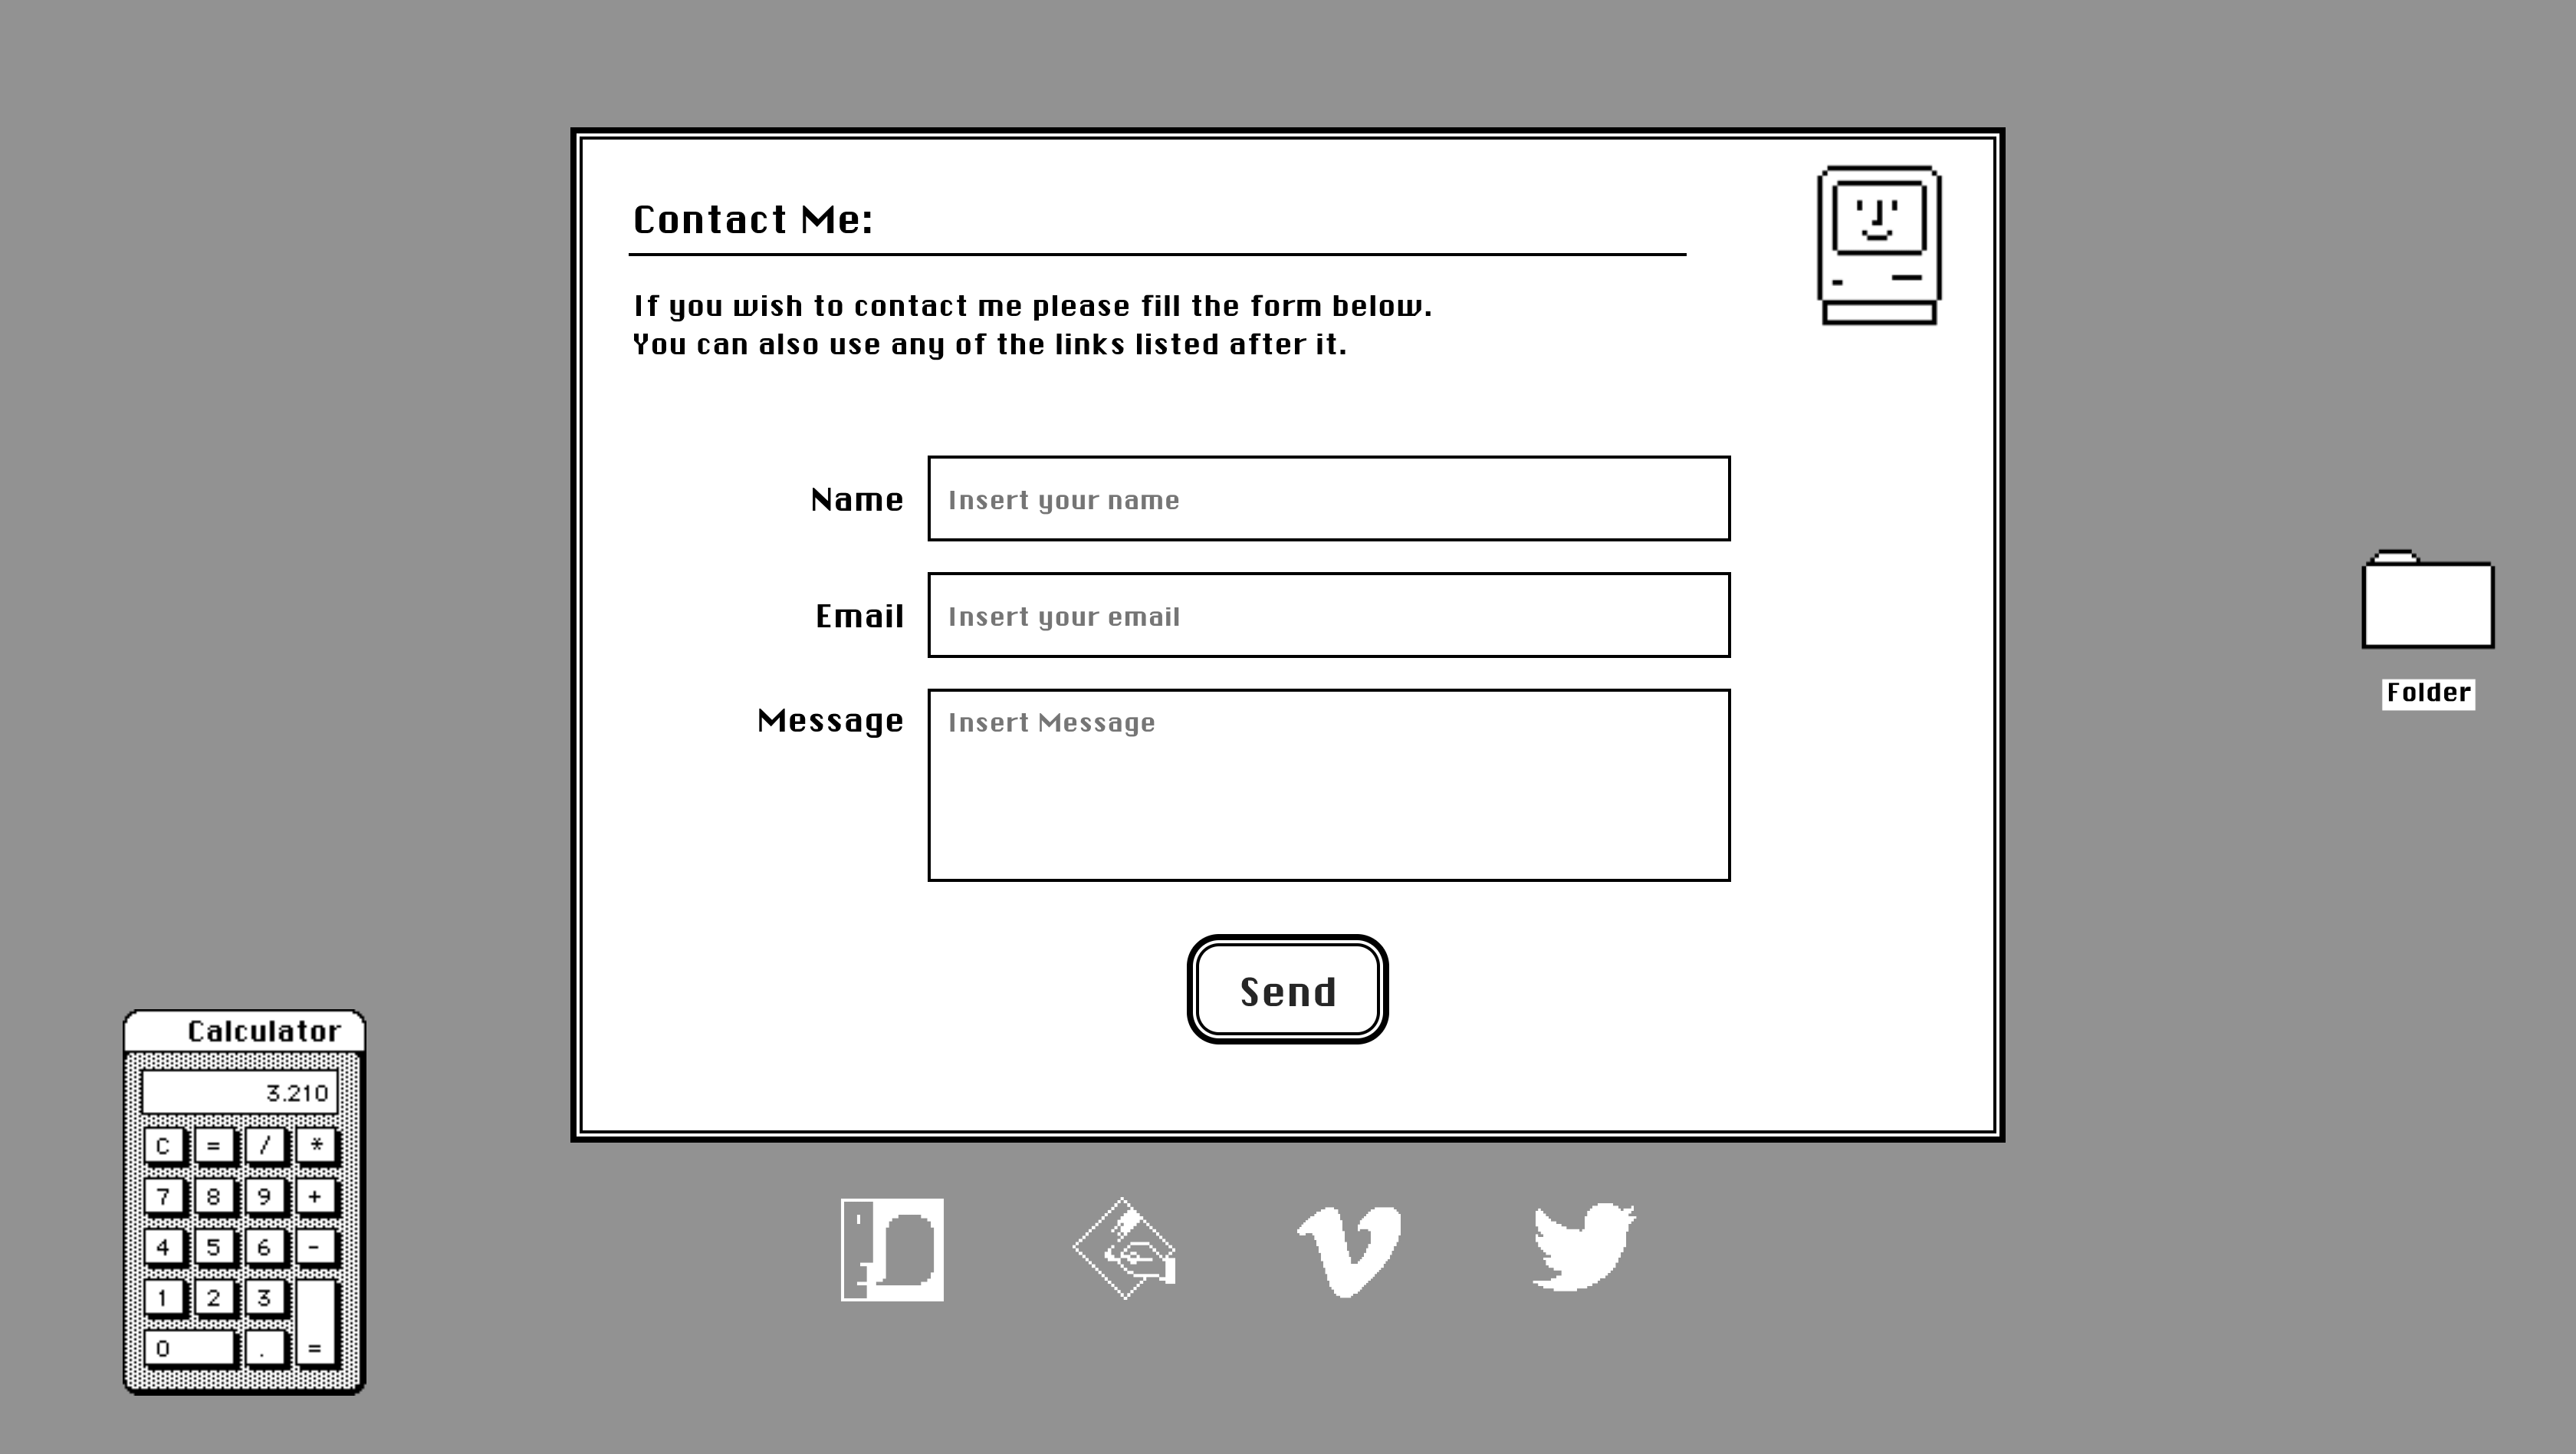 Contact Me:
If you wish to contact me please fill the form below.
You can also use any of the links listed after it.
Name
Insert your name
Email
Insert your email
Message
Insert Message
Send
Folder
Calculator
3.210
C = / *
7 8 9 +
4 5 6 -
1 2 3
0 . =